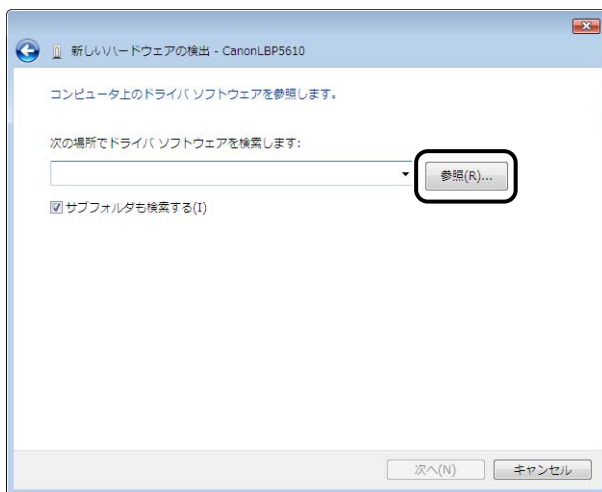 新しいハードウェアの検出 - CanonLBP5610
コンピュータ上のドライバ ソフトウェアを参照します。
次の場所でドライバ ソフトウェアを検索します:
参照(R)...
サブフォルダも検索する(I)
次へ(N)
キャンセル